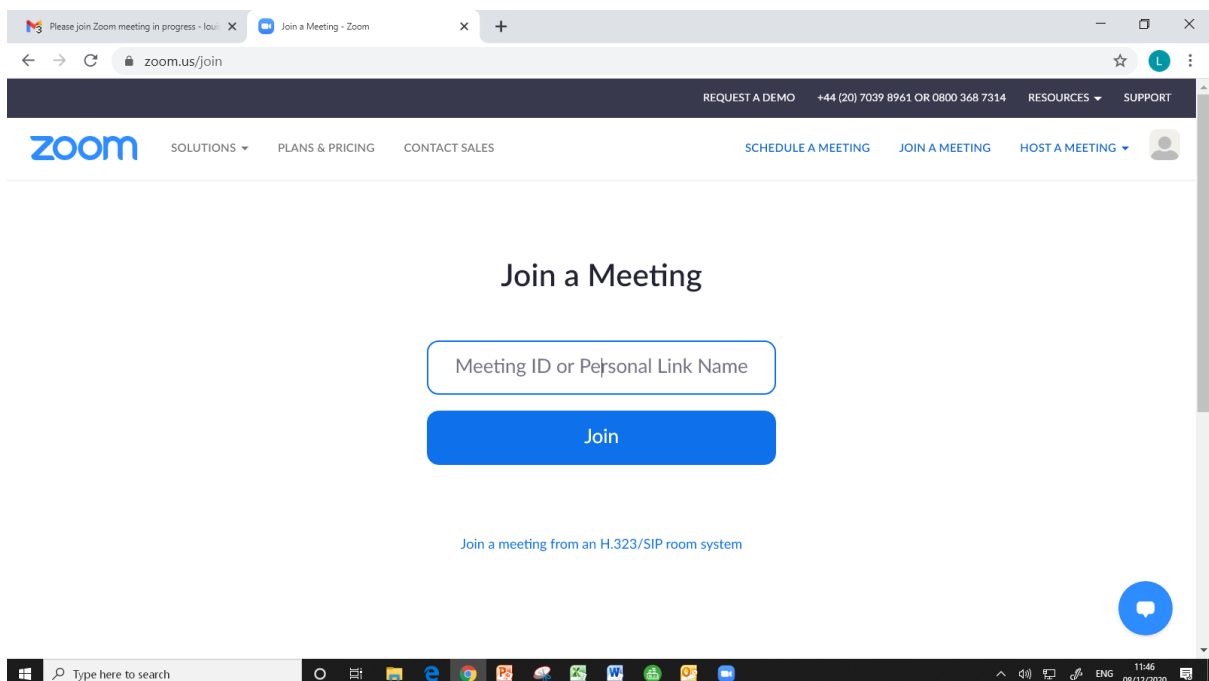 Please join Zoom meeting in progress - loui
Join a Meeting - Zoom
zoom.us/join
L
REQUEST A DEMO +44 (20) 7039 8961 OR 0800 368 7314 RESOURCES SUPPORT
zoom SOLUTIONS PLANS & PRICING CONTACT SALES SCHEDULE A MEETING JOIN A MEETING HOST A MEETING
Join a Meeting
Meeting ID or Personal Link Name
Join
Join a meeting from an H.323/SIP room system
Type here to search
ENG
11:46
08/12/2020